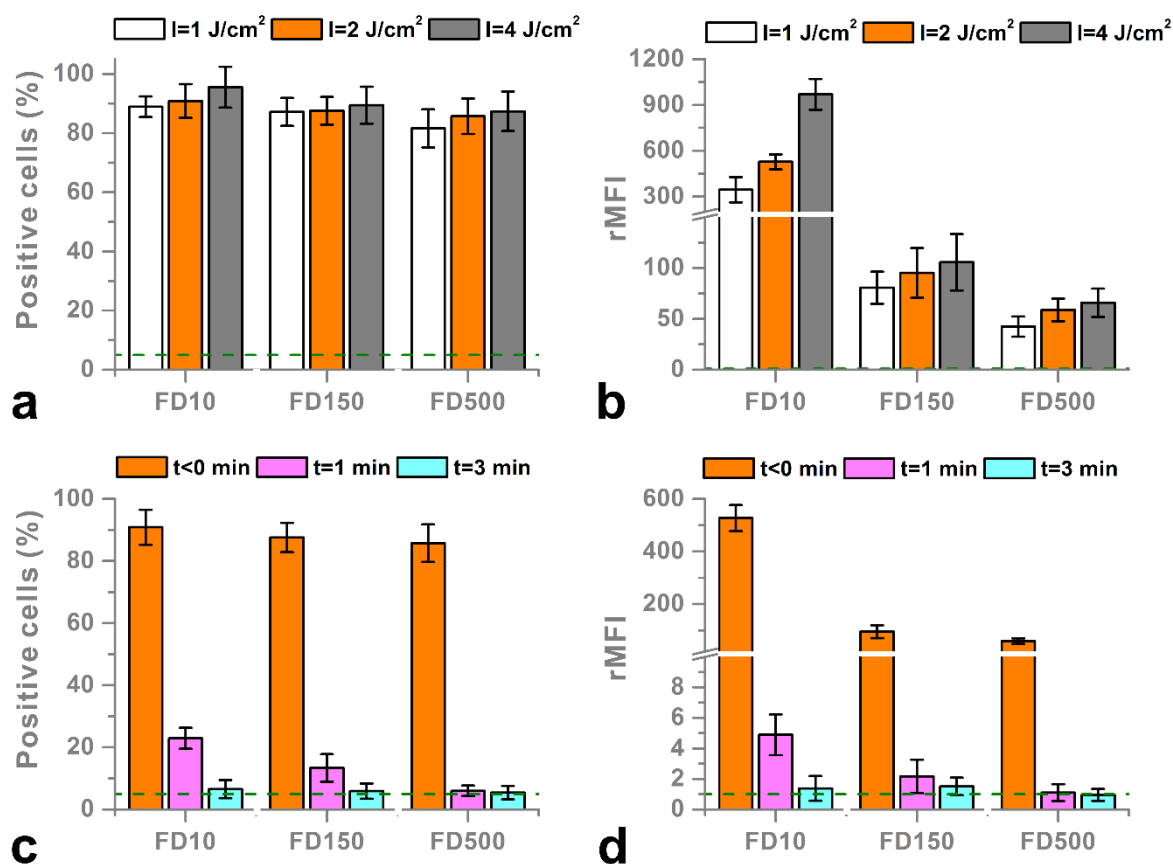 I=1 J/cm² I=2 J/cm² I=4 J/cm²
Positive cells (%)
100
80
60
40
20
0
FD10 FD150 FD500
a
I=1 J/cm² I=2 J/cm² I=4 J/cm²
rMFI
1200
900
600
300
100
50
0
FD10 FD150 FD500
b
t<0 min t=1 min t=3 min
Positive cells (%)
100
80
60
40
20
0
FD10 FD150 FD500
c
t<0 min t=1 min t=3 min
rMFI
600
400
200
8
6
4
2
0
FD10 FD150 FD500
d